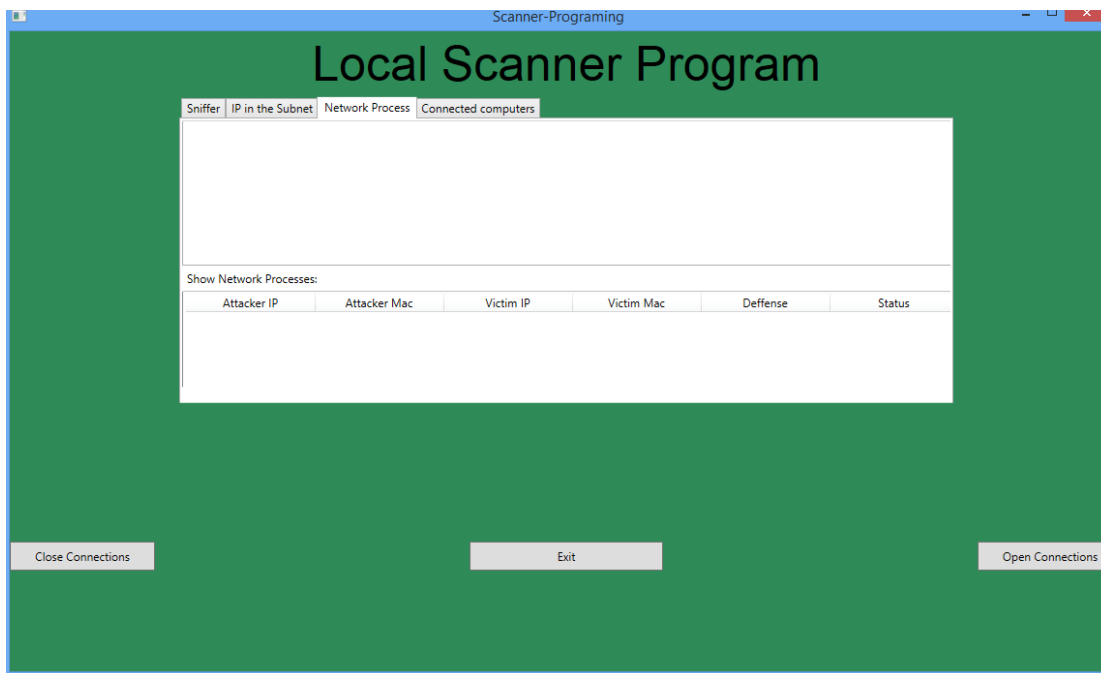 Scanner-Programing
Local Scanner Program
Sniffer IP in the Subnet Network Process Connected computers
Show Network Processes:
Attacker IP Attacker Mac Victim IP Victim Mac Deffense Status
Close Connections Exit Open Connections